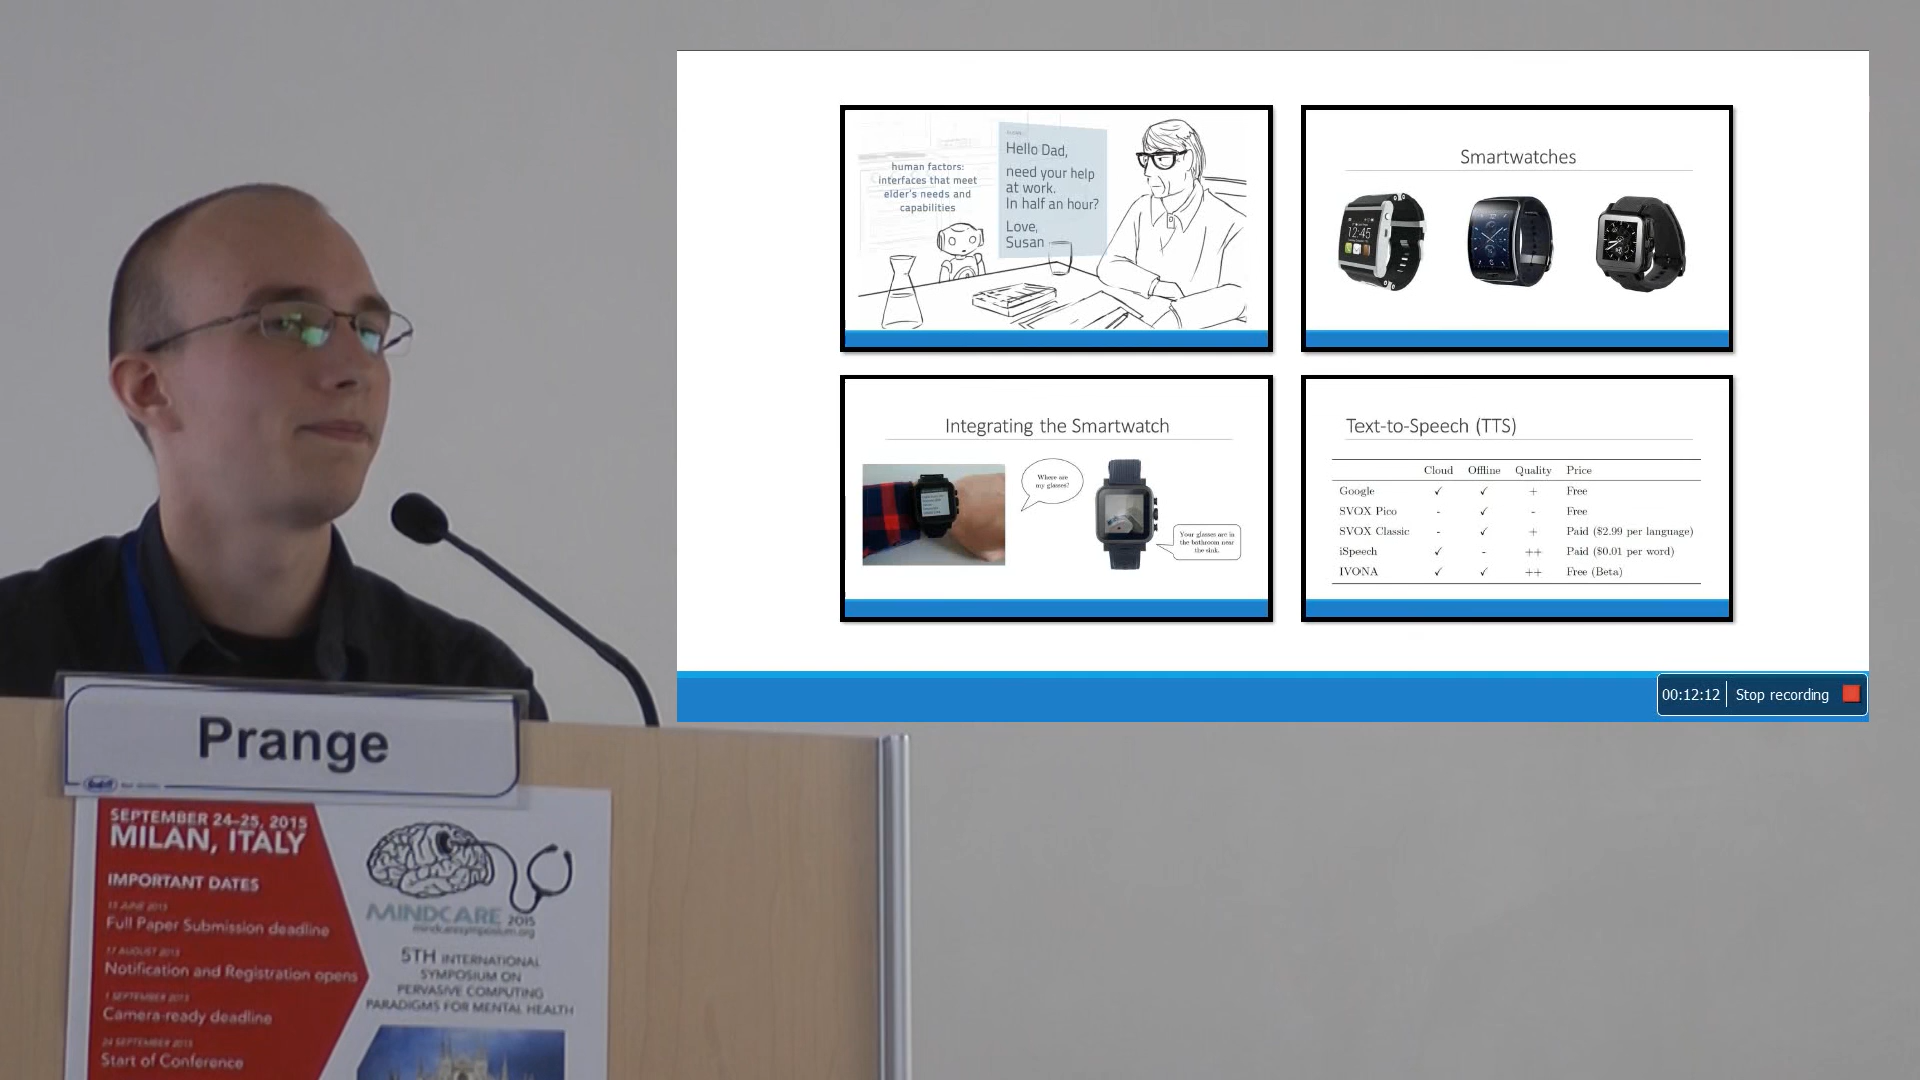 human factors:
interfaces that meet
elder's needs and
capabilities
Hello Dad,
need your help
at work.
In half an hour?
Love,
Susan
Smartwatches
12:45
Integrating the Smartwatch
Where are
my glasses?
Your glasses are in
the bathroom near
the sink.
Text-to-Speech (TTS)
Cloud Offline Quality Price
Google ✓ ✓ + Free
SVOX Pico - ✓ - Free
SVOX Classic - ✓ + Paid ($2.99 per language)
iSpeech ✓ - ++ Paid ($0.01 per word)
IVONA ✓ ✓ ++ Free (Beta)
00:12:12 Stop recording
Prange
SEPTEMBER 24-25, 2015
MILAN, ITALY
IMPORTANT DATES
Full Paper Submission deadline
Notification and Registration opens
Camera-ready deadline
Start of Conference
MINDCARE 2015
mindcaresymposium.org
5TH INTERNATIONAL
SYMPOSIUM ON
PERVASIVE COMPUTING
PARADIGMS FOR MENTAL HEALTH